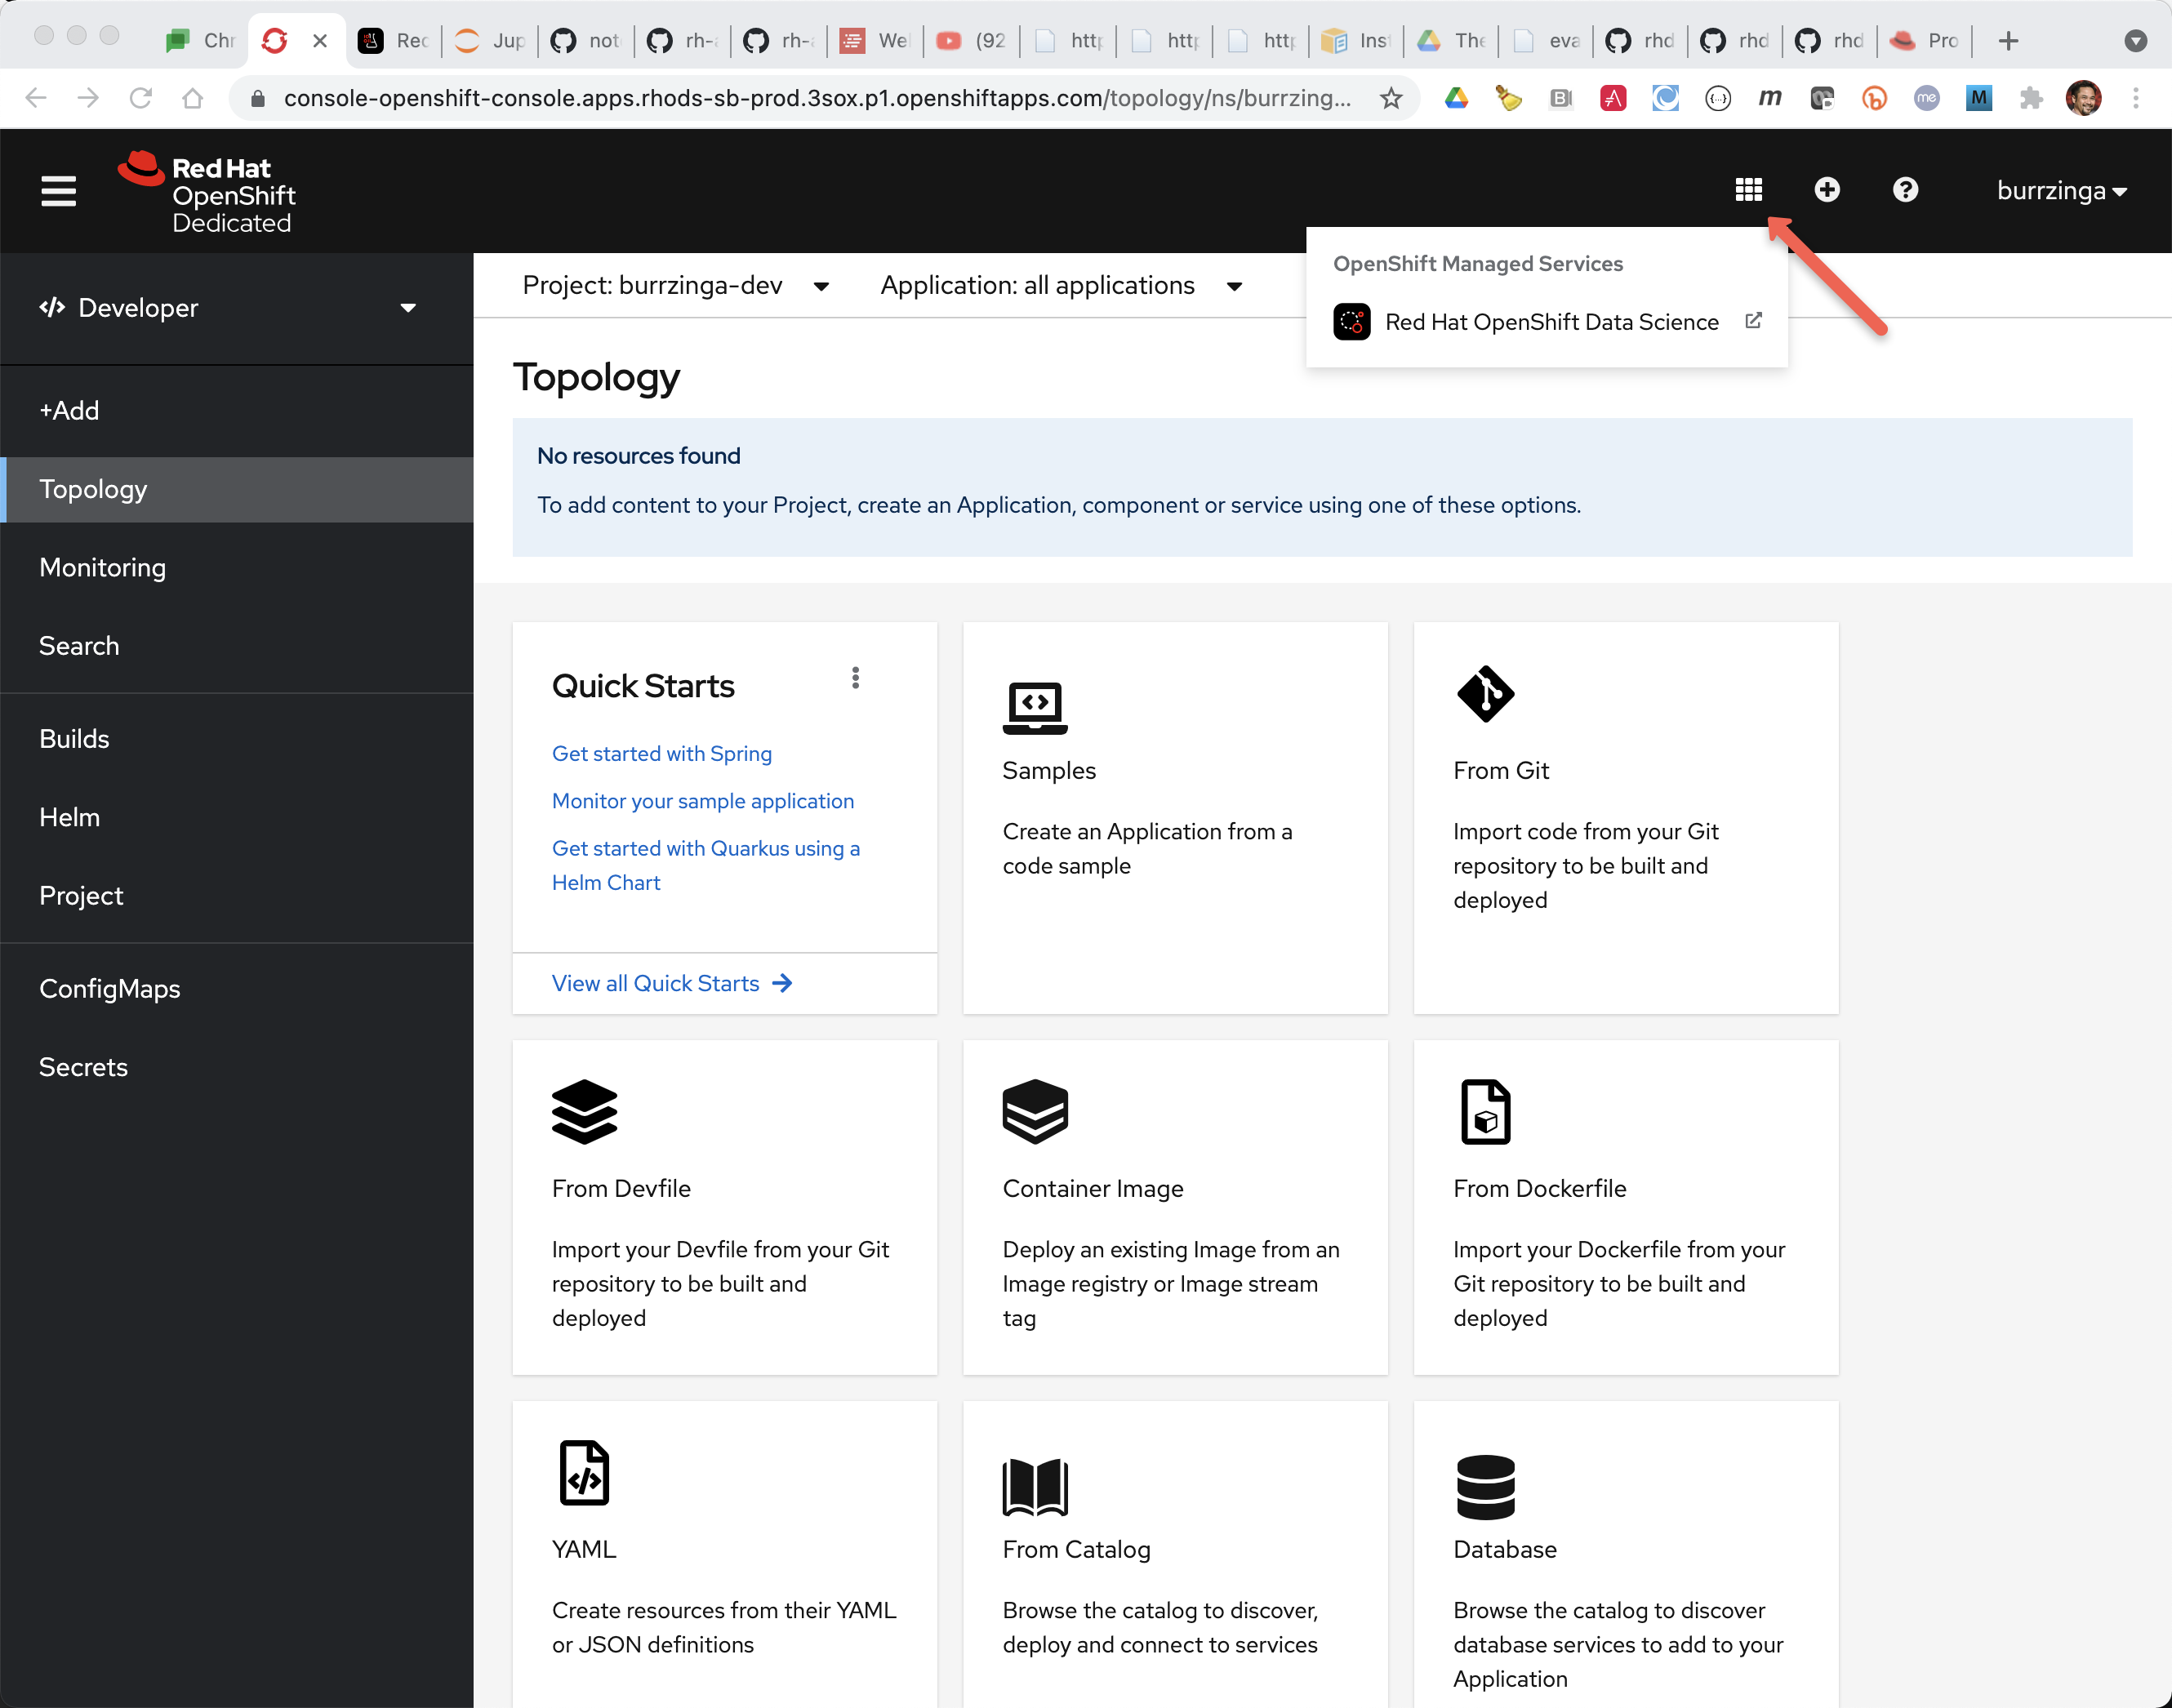 Chr
Rec
Jup
not
rh-
rh-
We
(92
http
http
http
Inst
The
eva
rhd
rhd
rhd
Pro
console-openshift-console.apps.rhods-sb-prod.3sox.p1.openshiftapps.com/topology/ns/burrzing...
m
me
M
Red Hat
OpenShift
Dedicated
burrzinga
OpenShift Managed Services
Red Hat OpenShift Data Science
Developer
+Add
Topology
Monitoring
Search
Builds
Helm
Project
ConfigMaps
Secrets
Project: burrzinga-dev
Application: all applications
Topology
No resources found
To add content to your Project, create an Application, component or service using one of these options.
Quick Starts
Get started with Spring
Monitor your sample application
Get started with Quarkus using a
Helm Chart
View all Quick Starts
Samples
Create an Application from a
code sample
From Git
Import code from your Git
repository to be built and
deployed
From Devfile
Import your Devfile from your Git
repository to be built and
deployed
Container Image
Deploy an existing Image from an
Image registry or Image stream
tag
From Dockerfile
Import your Dockerfile from your
Git repository to be built and
deployed
YAML
Create resources from their YAML
or JSON definitions
From Catalog
Browse the catalog to discover,
deploy and connect to services
Database
Browse the catalog to discover
database services to add to your
Application